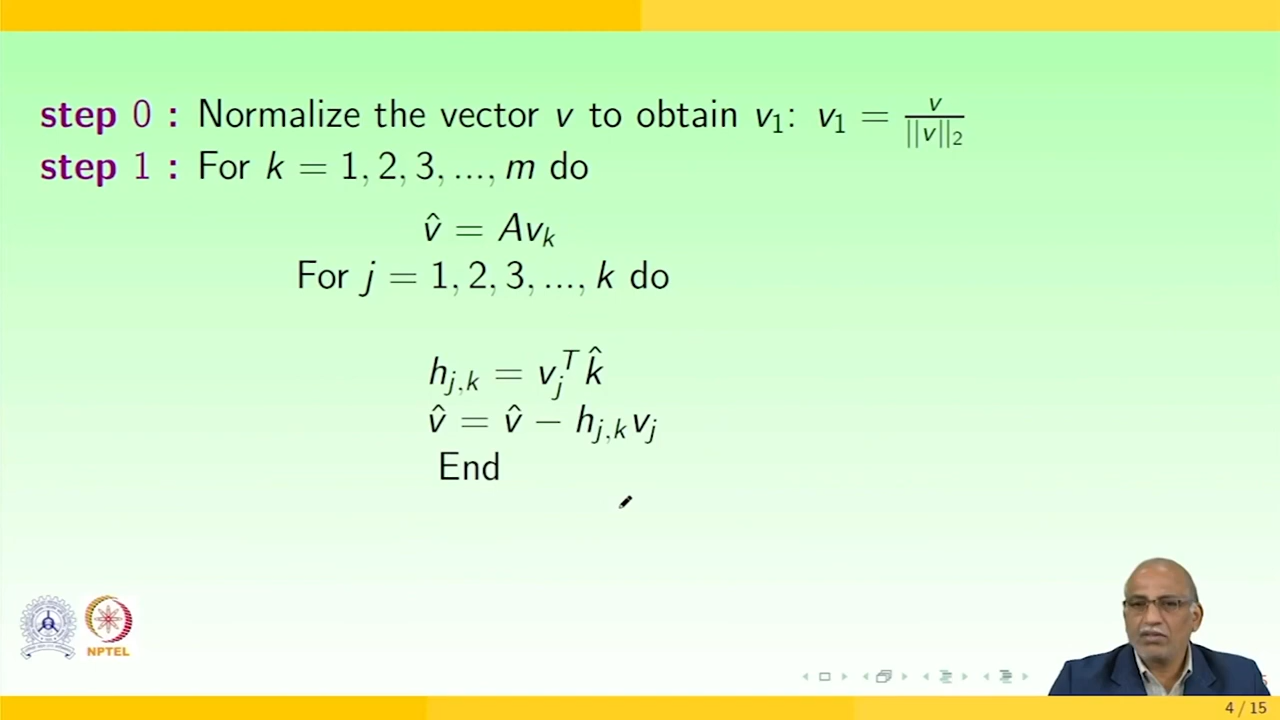 step 0 : Normalize the vector v to obtain v₁: v₁ = v / ||v||₂
step 1 : For k = 1, 2, 3, ..., m do
v̂ = Avₖ
For j = 1, 2, 3, ..., k do
h_{j,k} = v_j^T k̂
v̂ = v̂ − h_{j,k} v_j
End
NPTEL
4 / 15